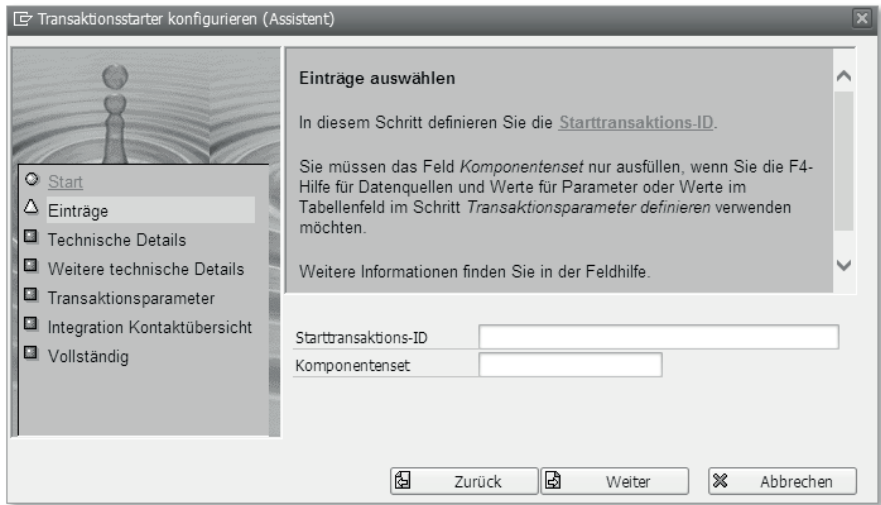 Transaktionsstarter konfigurieren (Assistent)
Start
Einträge
Technische Details
Weitere technische Details
Transaktionsparameter
Integration Kontaktübersicht
Vollständig
Einträge auswählen
In diesem Schritt definieren Sie die Starttransaktions-ID.
Sie müssen das Feld Komponentenset nur ausfüllen, wenn Sie die F4-
Hilfe für Datenquellen und Werte für Parameter oder Werte im
Tabellenfeld im Schritt Transaktionsparameter definieren verwenden
möchten.
Weitere Informationen finden Sie in der Feldhilfe.
Starttransaktions-ID
Komponentenset
Zurück
Weiter
Abbrechen